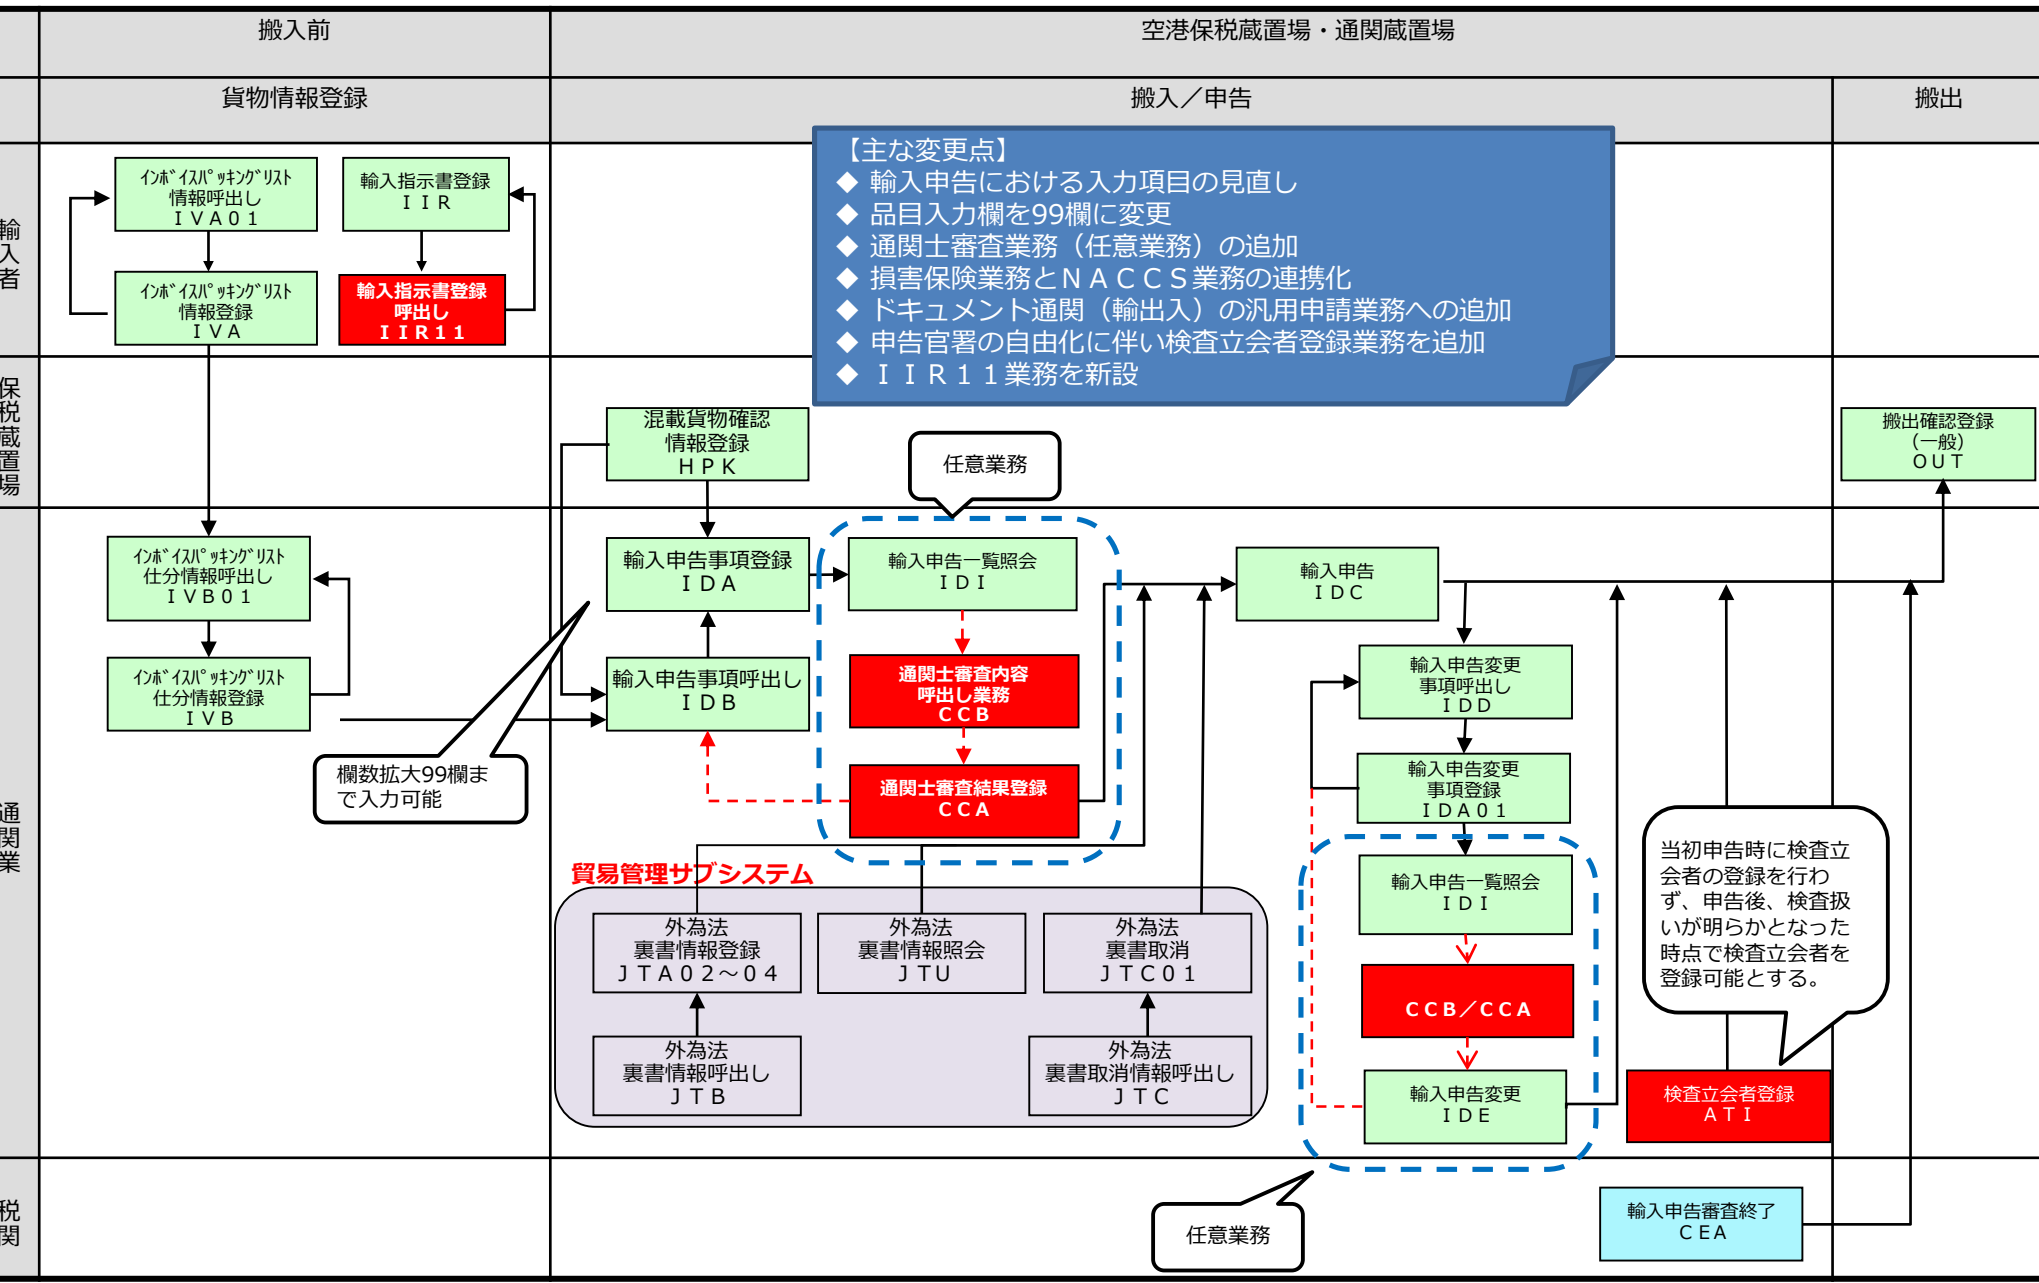 搬入前
空港保税蔵置場・通関蔵置場
貨物情報登録
搬入／申告
搬出
輸入者
ｲﾝﾎﾞｲｽﾊﾟｯｷﾝｸﾞﾘｽﾄ
情報呼出し
ＩＶＡ０１
輸入指示書登録
ＩＩＲ
ｲﾝﾎﾞｲｽﾊﾟｯｷﾝｸﾞﾘｽﾄ
情報登録
ＩＶＡ
輸入指示書登録
呼出し
ＩＩＲ１１
【主な変更点】
◆ 輸入申告における入力項目の見直し
◆ 品目入力欄を99欄に変更
◆ 通関士審査業務（任意業務）の追加
◆ 損害保険業務とＮＡＣＣＳ業務の連携化
◆ ドキュメント通関（輸出入）の汎用申請業務への追加
◆ 申告官署の自由化に伴い検査立会者登録業務を追加
◆ ＩＩＲ１１業務を新設
保税蔵置場
混載貨物確認
情報登録
ＨＰＫ
任意業務
搬出確認登録
(一般)
ＯＵＴ
通関業
ｲﾝﾎﾞｲｽﾊﾟｯｷﾝｸﾞﾘｽﾄ
仕分情報呼出し
ＩＶＢ０１
ｲﾝﾎﾞｲｽﾊﾟｯｷﾝｸﾞﾘｽﾄ
仕分情報登録
ＩＶＢ
輸入申告事項登録
ＩＤＡ
輸入申告一覧照会
ＩＤＩ
輸入申告
ＩＤＣ
輸入申告事項呼出し
ＩＤＢ
通関士審査内容
呼出し業務
ＣＣＢ
輸入申告変更
事項呼出し
ＩＤＤ
欄数拡大99欄ま
で入力可能
通関士審査結果登録
ＣＣＡ
輸入申告変更
事項登録
ＩＤＡ０１
貿易管理サブシステム
外為法
裏書情報登録
ＪＴＡ０２～０４
外為法
裏書情報照会
ＪＴＵ
外為法
裏書取消
ＪＴＣ０１
外為法
裏書情報呼出し
ＪＴＢ
外為法
裏書取消情報呼出し
ＪＴＣ
輸入申告一覧照会
ＩＤＩ
ＣＣＢ／ＣＣＡ
輸入申告変更
ＩＤＥ
当初申告時に検査立
会者の登録を行わ
ず、申告後、検査扱
いが明らかとなった
時点で検査立会者を
登録可能とする。
検査立会者登録
ＡＴＩ
税関
任意業務
輸入申告審査終了
ＣＥＡ